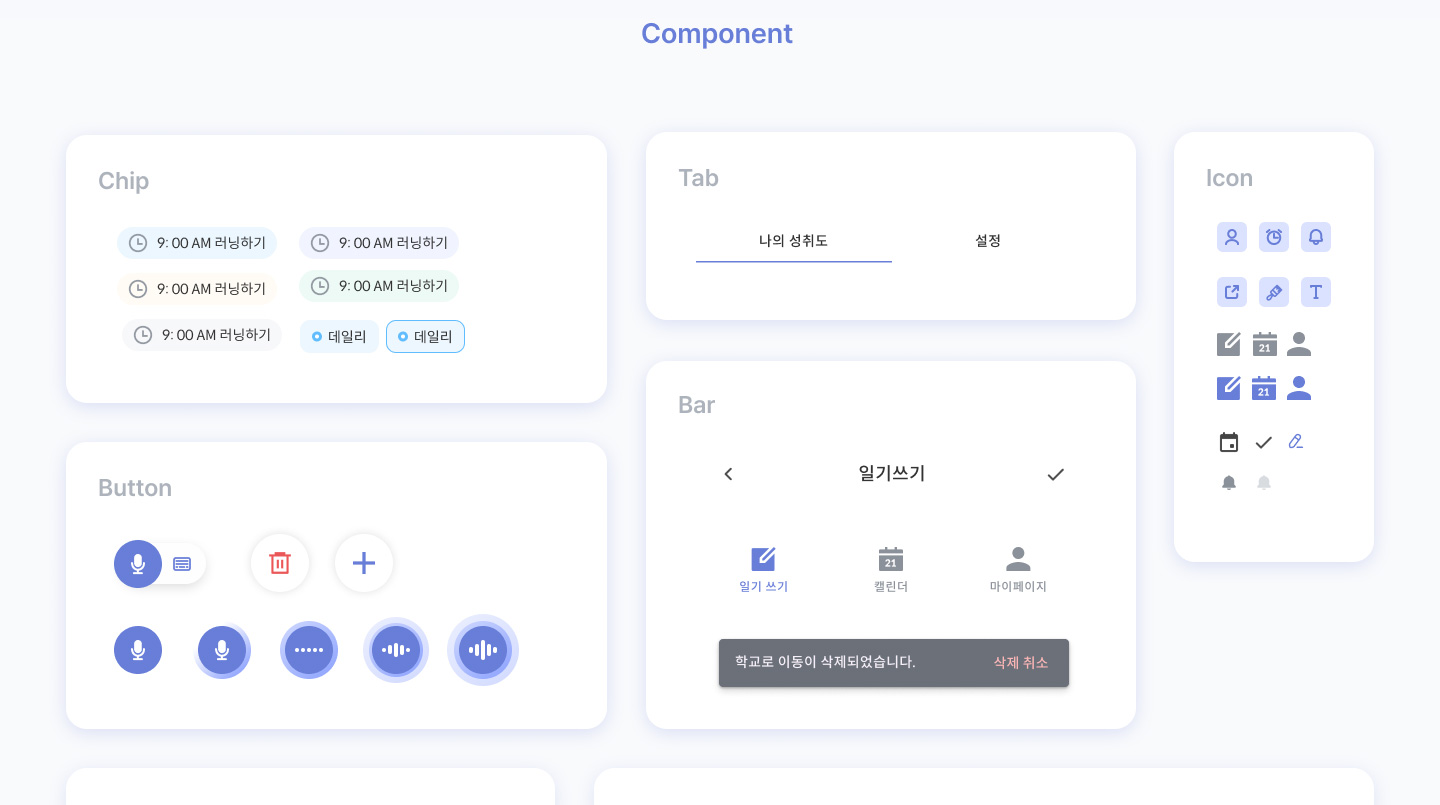 Component
Chip
9: 00 AM 러닝하기
9: 00 AM 러닝하기
9: 00 AM 러닝하기
9: 00 AM 러닝하기
9: 00 AM 러닝하기
데일리
데일리
Button
Tab
나의 성취도
설정
Bar
일기쓰기
21
일기 쓰기
캘린더
마이페이지
학교로 이동이 삭제되었습니다.
삭제 취소
Icon
T
21
21